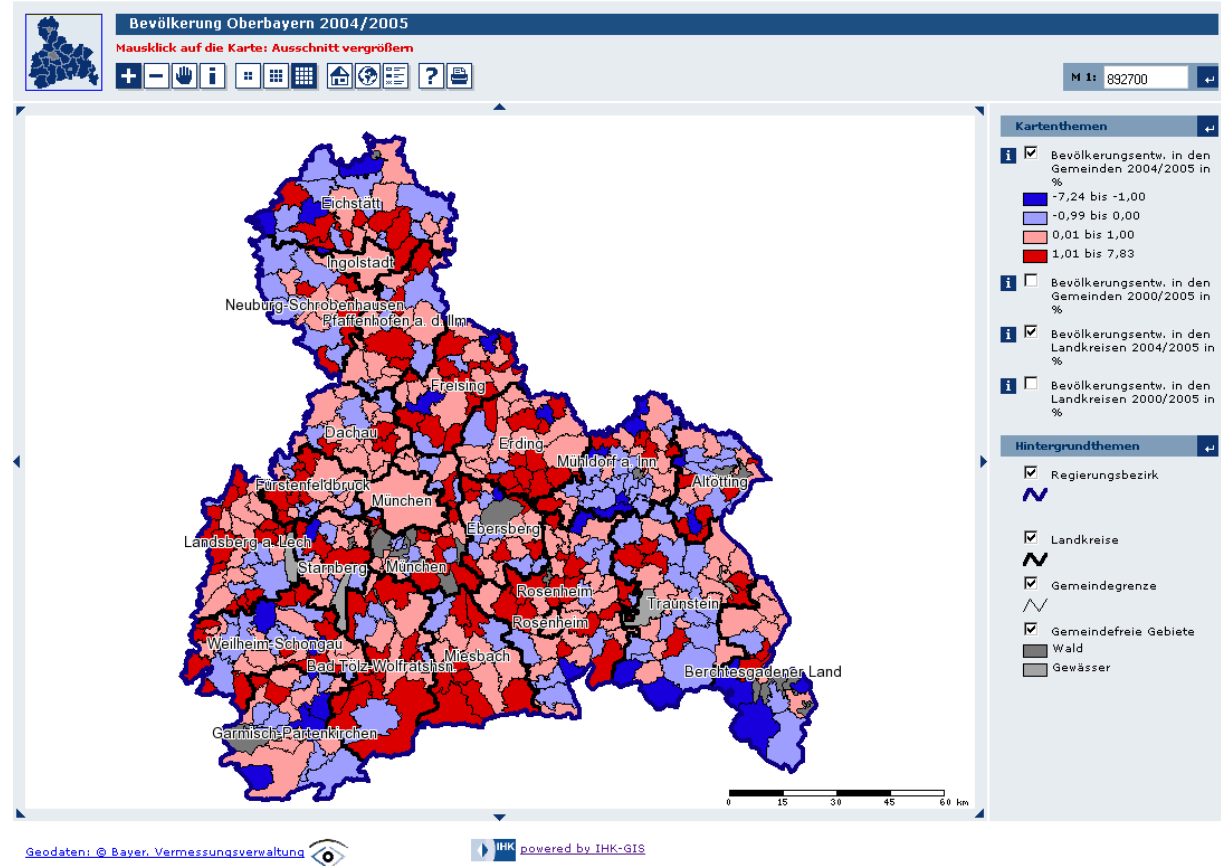 Bevölkerung Oberbayern 2004/2005
Mausklick auf die Karte: Ausschnitt vergrößern
M 1: 892700
Kartenthemen
Bevölkerungsentw. in den
Gemeinden 2004/2005 in
%
-7,24 bis -1,00
-0,99 bis 0,00
0,01 bis 1,00
1,01 bis 7,83
Bevölkerungsentw. in den
Gemeinden 2000/2005 in
%
Bevölkerungsentw. in den
Landkreisen 2004/2005 in
%
Bevölkerungsentw. in den
Landkreisen 2000/2005 in
%
Hintergrundthemen
Regierungsbezirk
Landkreise
Gemeindegrenze
Gemeindefreie Gebiete
Wald
Gewässer
Eichstätt
Ingolstadt
Neuburg-Schrobenhausen
Pfaffenhofen a. d. Ilm
Freising
Dachau
Erding
Mühldorf a. Inn
Altötting
Fürstenfeldbruck
München
Ebersberg
Landsberg a. Lech
Starnberg
München
Rosenheim
Traunstein
Rosenheim
Weilheim-Schongau
Miesbach
Bad Tölz-Wolfratshsn.
Berchtesgadener Land
Garmisch-Partenkirchen
0 15 30 45 60 km
Geodaten: © Bayer. Vermessungsverwaltung
IHK powered by IHK-GIS